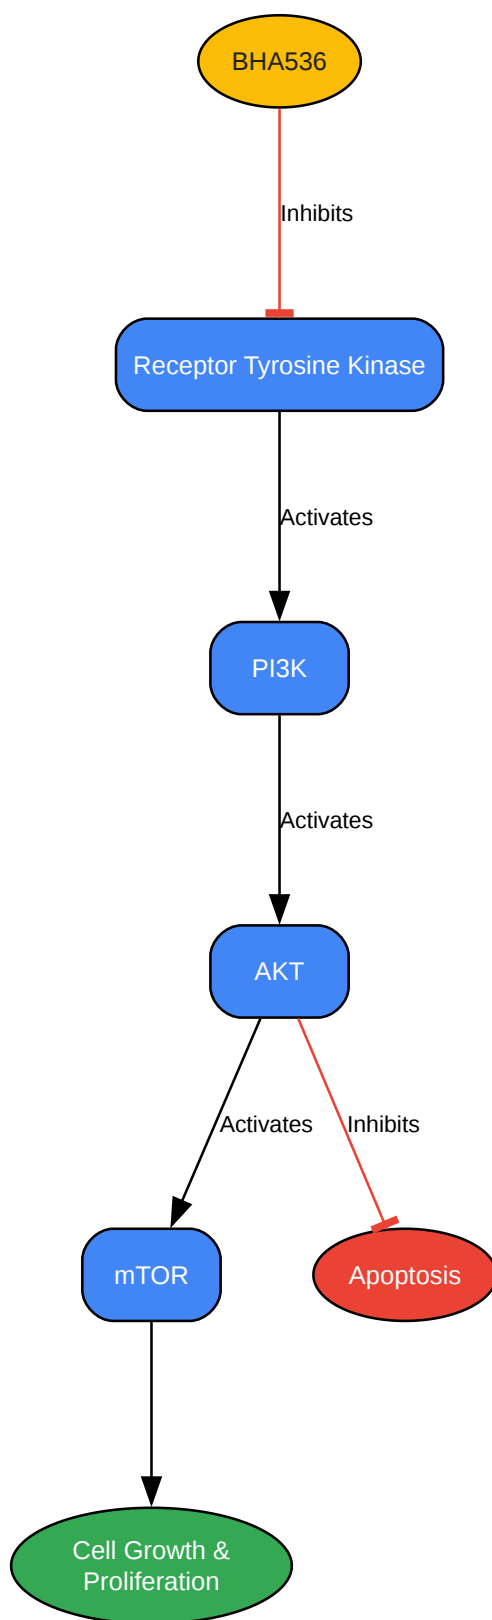 BHA536
Inhibits
Receptor Tyrosine Kinase
Activates
PI3K
Activates
AKT
Activates
Inhibits
mTOR
Apoptosis
Cell Growth &
Proliferation